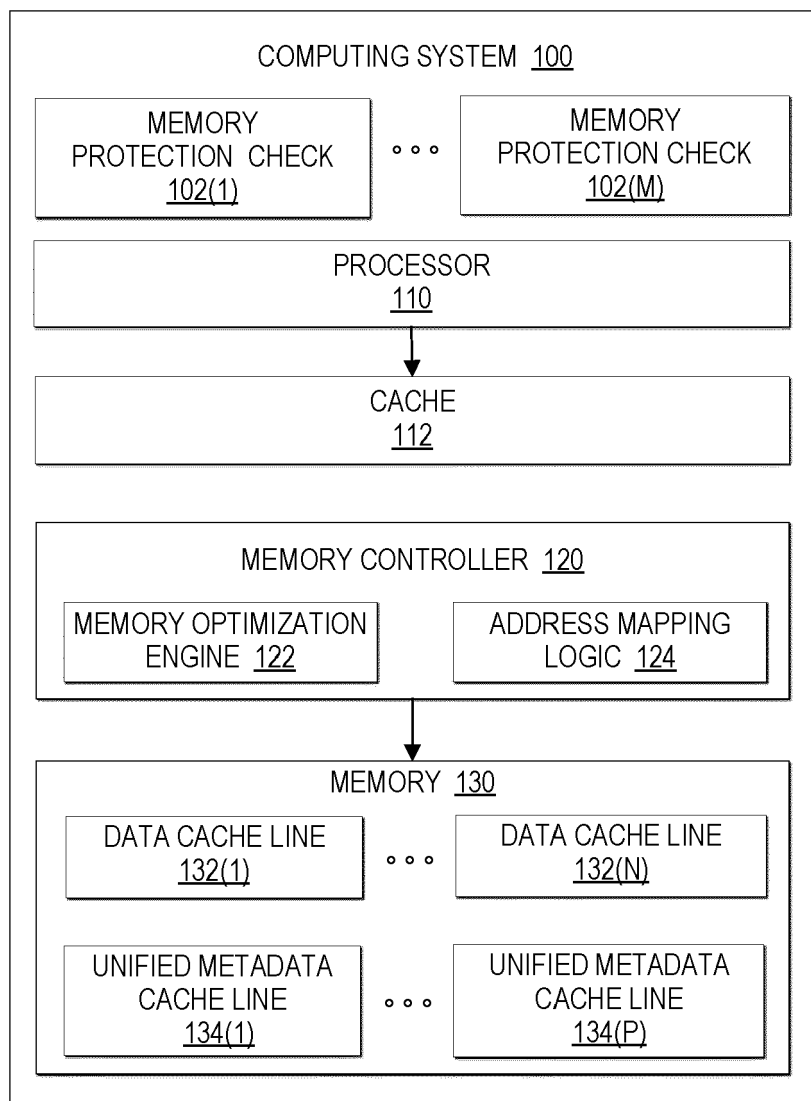 COMPUTING SYSTEM 100
MEMORY
PROTECTION CHECK
102(1)
MEMORY
PROTECTION CHECK
102(M)
PROCESSOR
110
CACHE
112
MEMORY CONTROLLER 120
MEMORY OPTIMIZATION
ENGINE 122
ADDRESS MAPPING
LOGIC 124
MEMORY 130
DATA CACHE LINE
132(1)
DATA CACHE LINE
132(N)
UNIFIED METADATA
CACHE LINE
134(1)
UNIFIED METADATA
CACHE LINE
134(P)